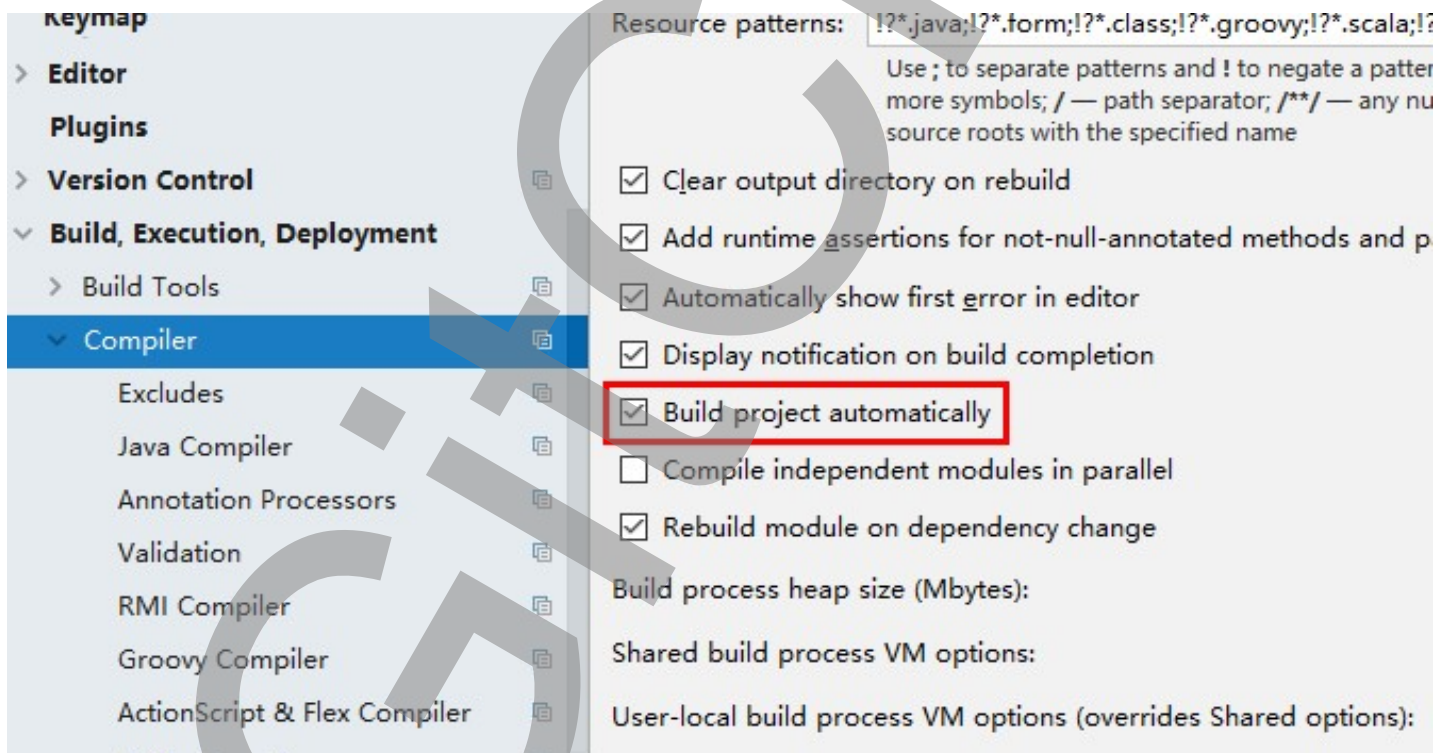 Keymap
Editor
Plugins
Version Control
Build, Execution, Deployment
Build Tools
Compiler
Excludes
Java Compiler
Annotation Processors
Validation
RMI Compiler
Groovy Compiler
ActionScript & Flex Compiler
Resource patterns: !?*.java;!?*.form;!?*.class;!?*.groovy;!?*.scala;!?
Use ; to separate patterns and ! to negate a patter
more symbols; / — path separator; /**/ — any nu
source roots with the specified name
Clear output directory on rebuild
Add runtime assertions for not-null-annotated methods and p
Automatically show first error in editor
Display notification on build completion
Build project automatically
Compile independent modules in parallel
Rebuild module on dependency change
Build process heap size (Mbytes):
Shared build process VM options:
User-local build process VM options (overrides Shared options):